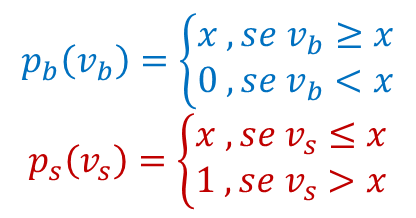 p_b(v_b) = { x , se v_b ≥ x
0 , se v_b < x
p_s(v_s) = { x , se v_s ≤ x
1 , se v_s > x